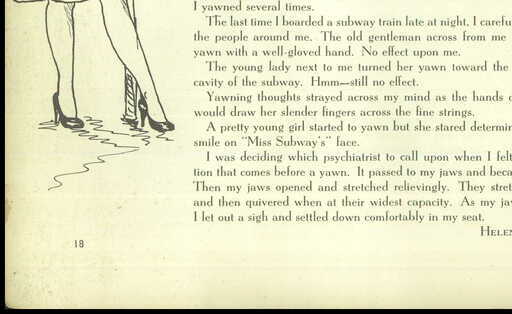 I yawned several times.
The last time I boarded a subway train late at night, I
the people around me. The old gentleman across from me
yawn with a well-gloved hand. No effect upon me.
The young lady next to me turned her yawn toward the
cavity of the subway. Hmm—still no effect.
Yawning thoughts strayed across my mind as the hands
would draw her slender fingers across the fine strings.
A pretty young girl started to yawn but she stared
smile on "Miss Subway's" face.
I was deciding which psychiatrist to call upon when I felt
tion that comes before a yawn. It passed to my jaws and
Then my jaws opened and stretched relievingly. They
and then quivered when at their widest capacity. As my
I let out a sigh and settled down comfortably in my seat.
18